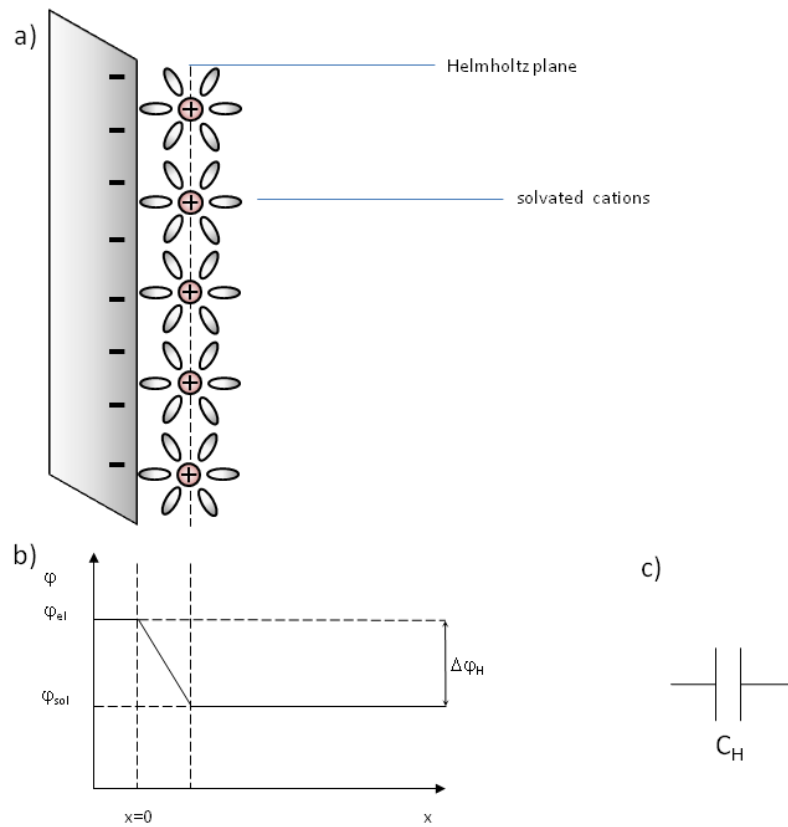 a)
Helmholtz plane
solvated cations
b)
φ
φel
φsol
ΔφH
x=0
x
c)
CH